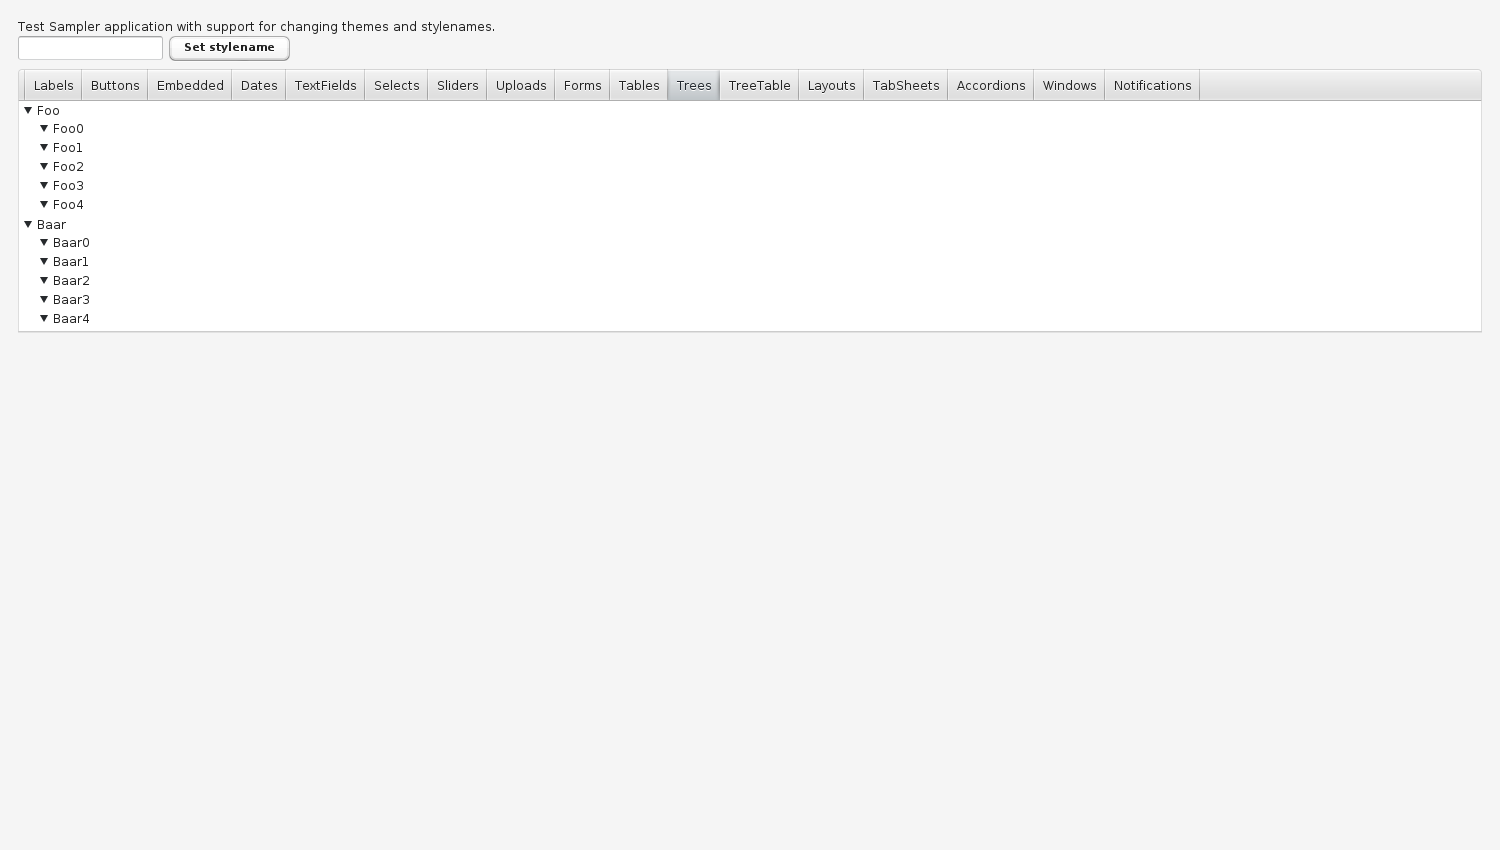 Test Sampler application with support for changing themes and stylenames.
Set stylename
Labels Buttons Embedded Dates TextFields Selects Sliders Uploads Forms Tables Trees TreeTable Layouts TabSheets Accordions Windows Notifications
Foo
Foo0
Foo1
Foo2
Foo3
Foo4
Baar
Baar0
Baar1
Baar2
Baar3
Baar4